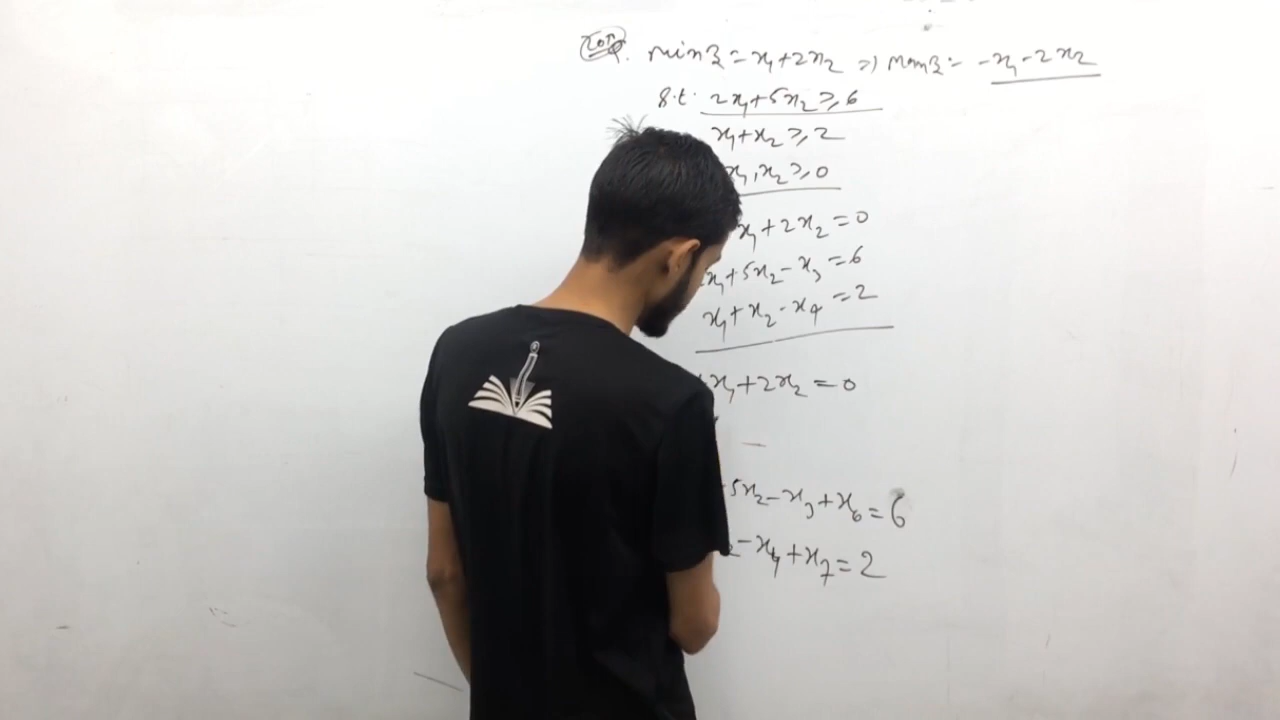 Solⁿ. min z = x₁ + 2x₂ ⇒ max z = -x₁ - 2x₂
s.t. 2x₁ + 5x₂ ≥ 6
x₁ + x₂ ≥ 2
x₁, x₂ ≥ 0
x₁ + 2x₂ = 0
x₁ + 5x₂ - x₃ = 6
x₁ + x₂ - x₄ = 2
x₁ + 2x₂ = 0
5x₂ - x₃ + x₆ = 6
- x₄ + x₇ = 2